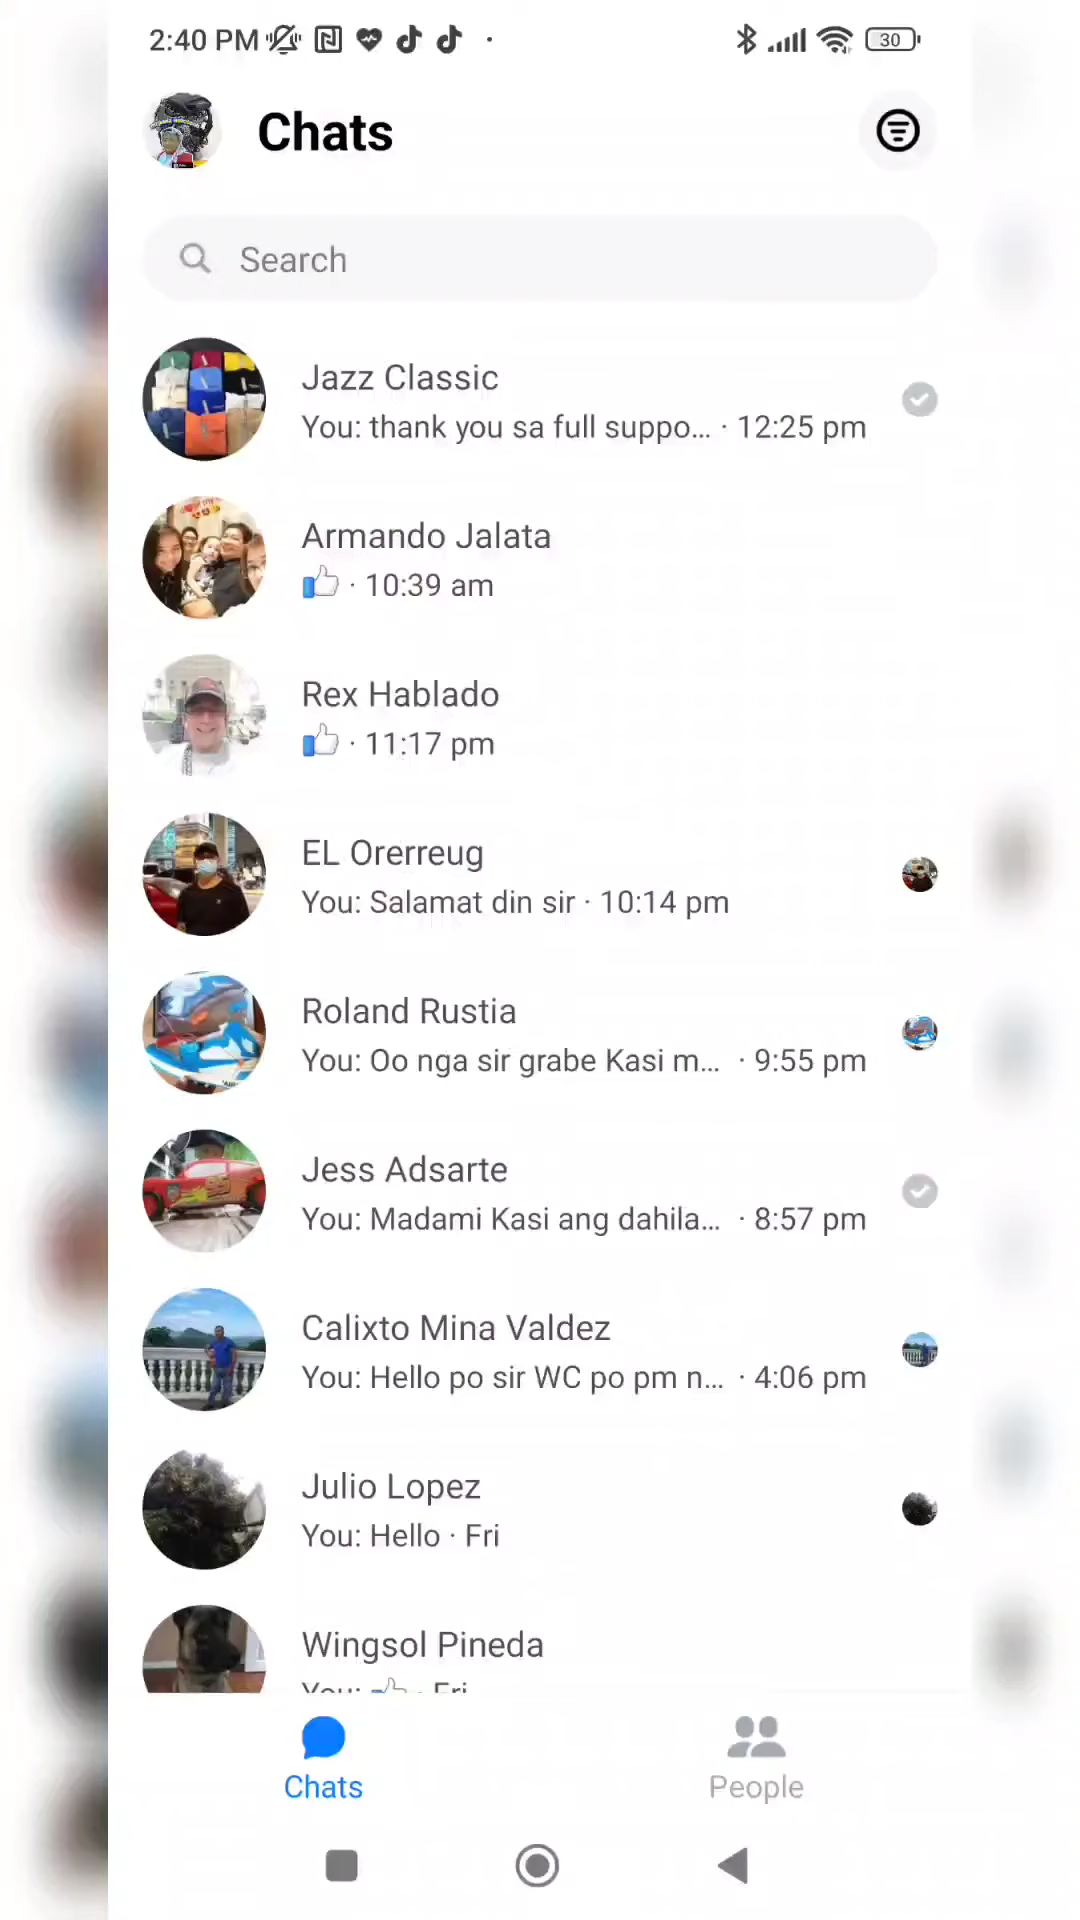 2:40 PM
30
Chats
Search
Jazz Classic
You: thank you sa full suppo... · 12:25 pm
Armando Jalata
· 10:39 am
Rex Hablado
· 11:17 pm
EL Orerreug
You: Salamat din sir · 10:14 pm
Roland Rustia
You: Oo nga sir grabe Kasi m... · 9:55 pm
Jess Adsarte
You: Madami Kasi ang dahila... · 8:57 pm
Calixto Mina Valdez
You: Hello po sir WC po pm n... · 4:06 pm
Julio Lopez
You: Hello · Fri
Wingsol Pineda
You: · Fri
Chats
People